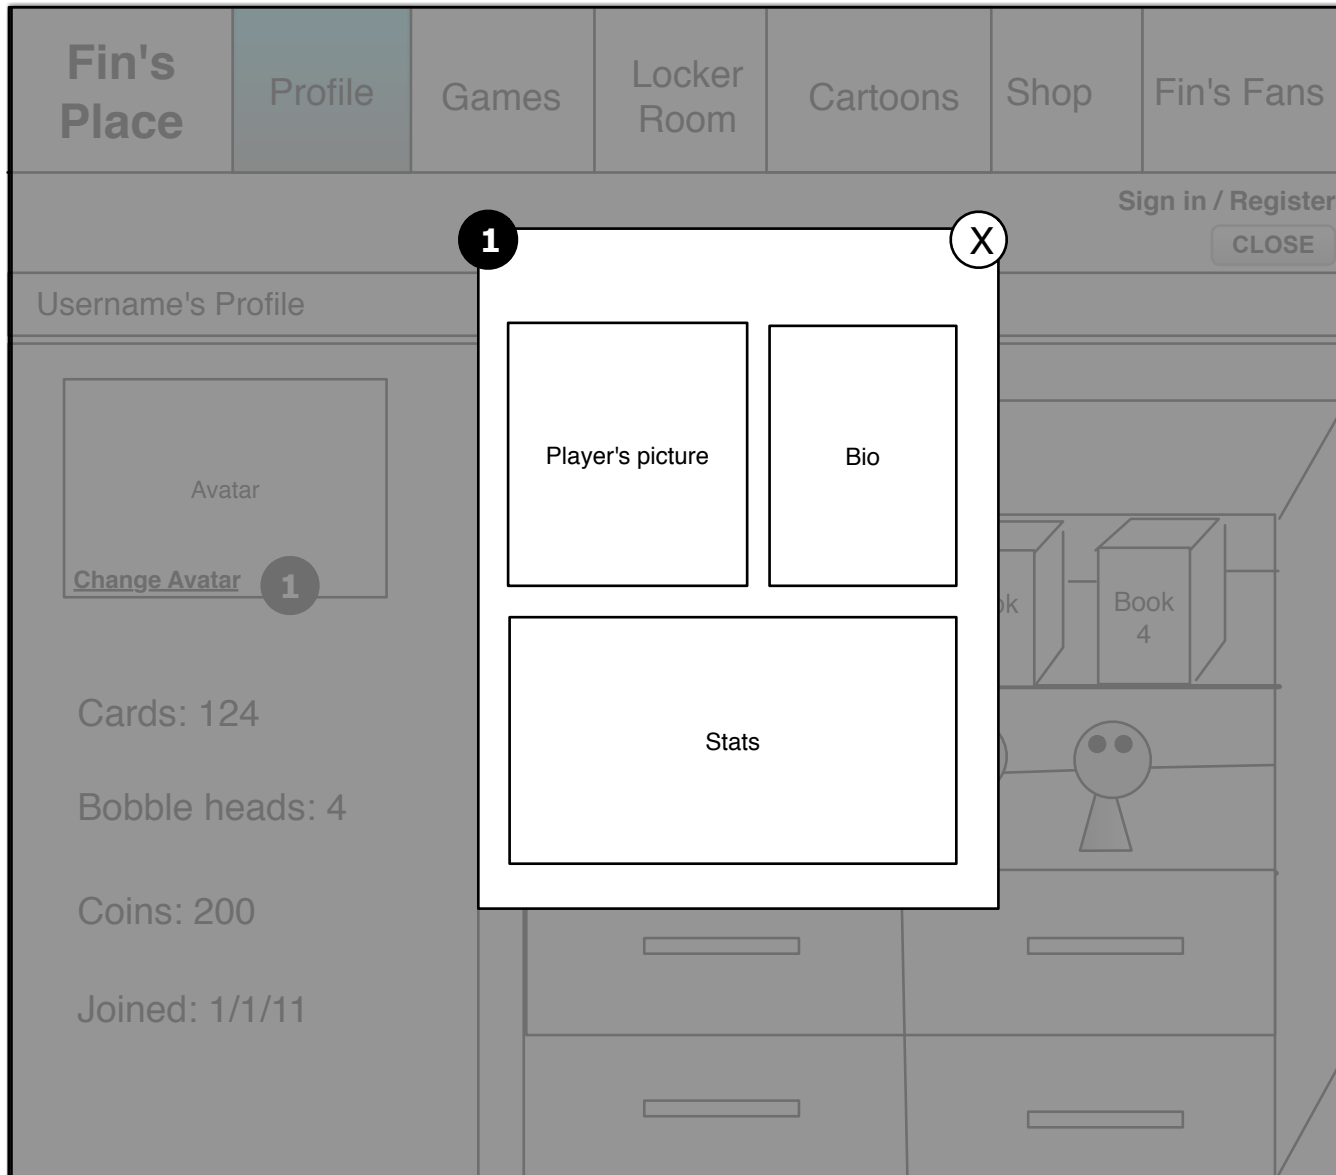 Fin's
Place
Profile
Games
Locker
Room
Cartoons
Shop
Fin's Fans
Sign in / Register
CLOSE
1
X
Username's Profile
Avatar
Change Avatar
1
Player's picture
Bio
Stats
ok
Book
4
Cards: 124
Bobble heads: 4
Coins: 200
Joined: 1/1/11